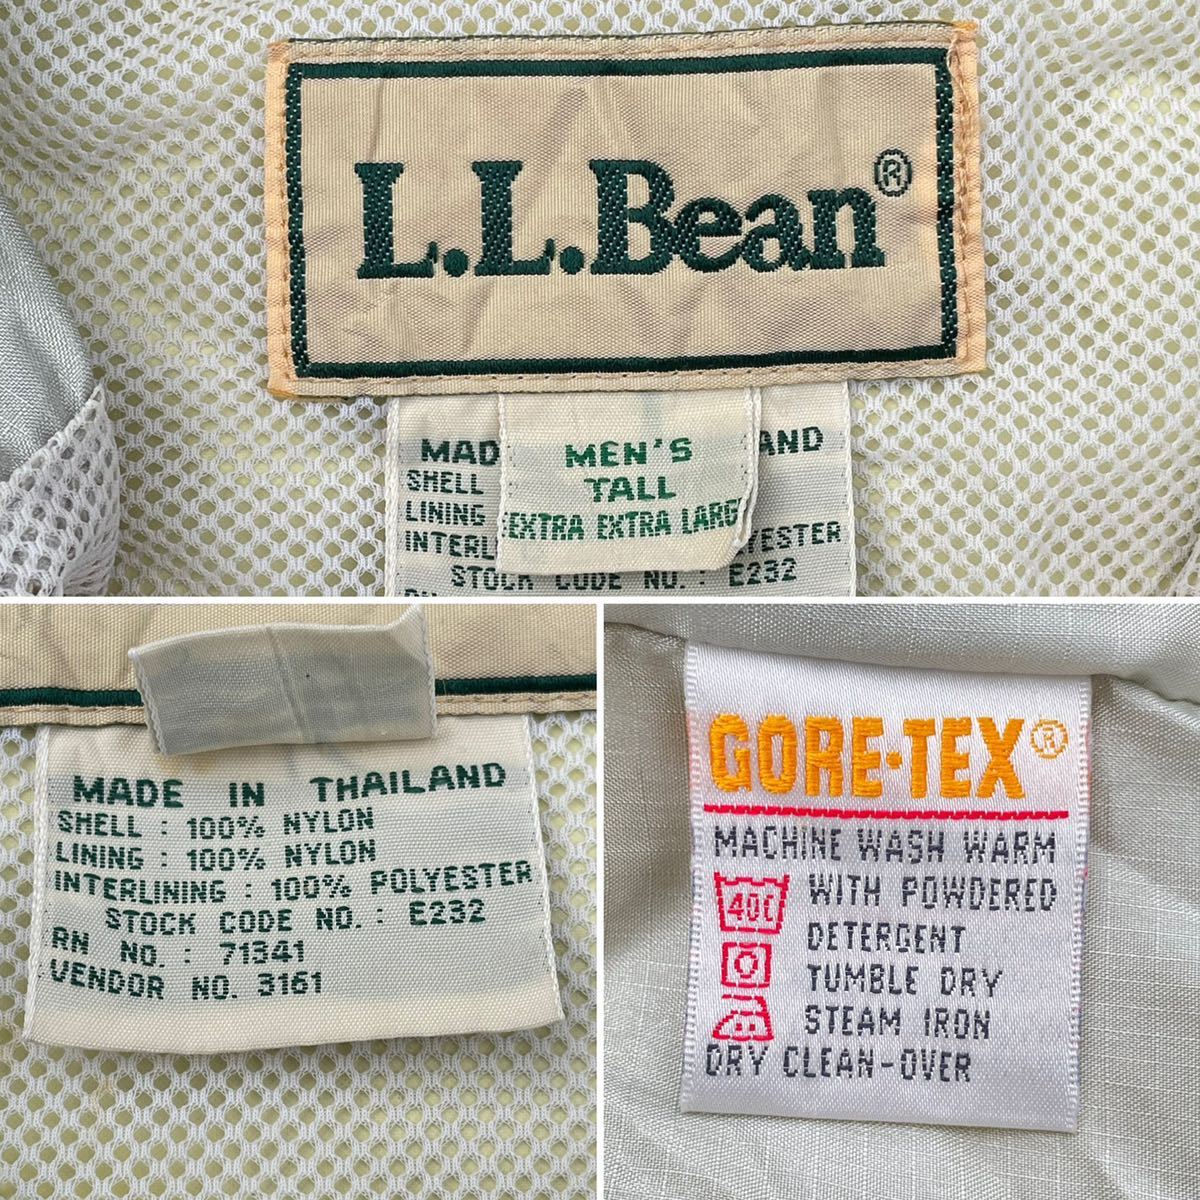 L.L.Bean®
MEN'S
TALL
EXTRA EXTRA LARG
MAD AND
SHELL
LINING
INTERL YESTER
STOCK CODE NO.: E232
MADE IN THAILAND
SHELL : 100% NYLON
LINING : 100% NYLON
INTERLINING : 100% POLYESTER
STOCK CODE NO. : E232
RN NO. : 71341
VENDOR NO. 3161
GORE-TEX®
MACHINE WASH WARM
40C WITH POWDERED
DETERGENT
TUMBLE DRY
STEAM IRON
DRY CLEAN-OVER